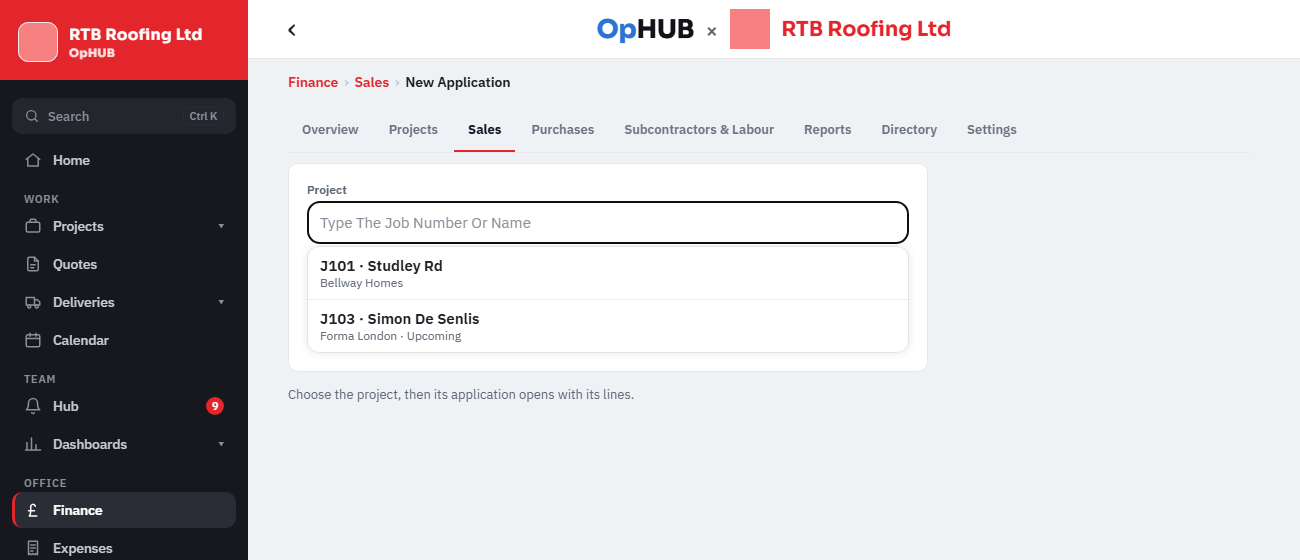 RTB Roofing Ltd
OpHUB
Search Ctrl K
Home
WORK
Projects
Quotes
Deliveries
Calendar
TEAM
Hub 9
Dashboards
OFFICE
Finance
Expenses
OpHUB × RTB Roofing Ltd
Finance › Sales › New Application
Overview Projects Sales Purchases Subcontractors & Labour Reports Directory Settings
Project
Type The Job Number Or Name
J101 · Studley Rd
Bellway Homes
J103 · Simon De Senlis
Forma London · Upcoming
Choose the project, then its application opens with its lines.